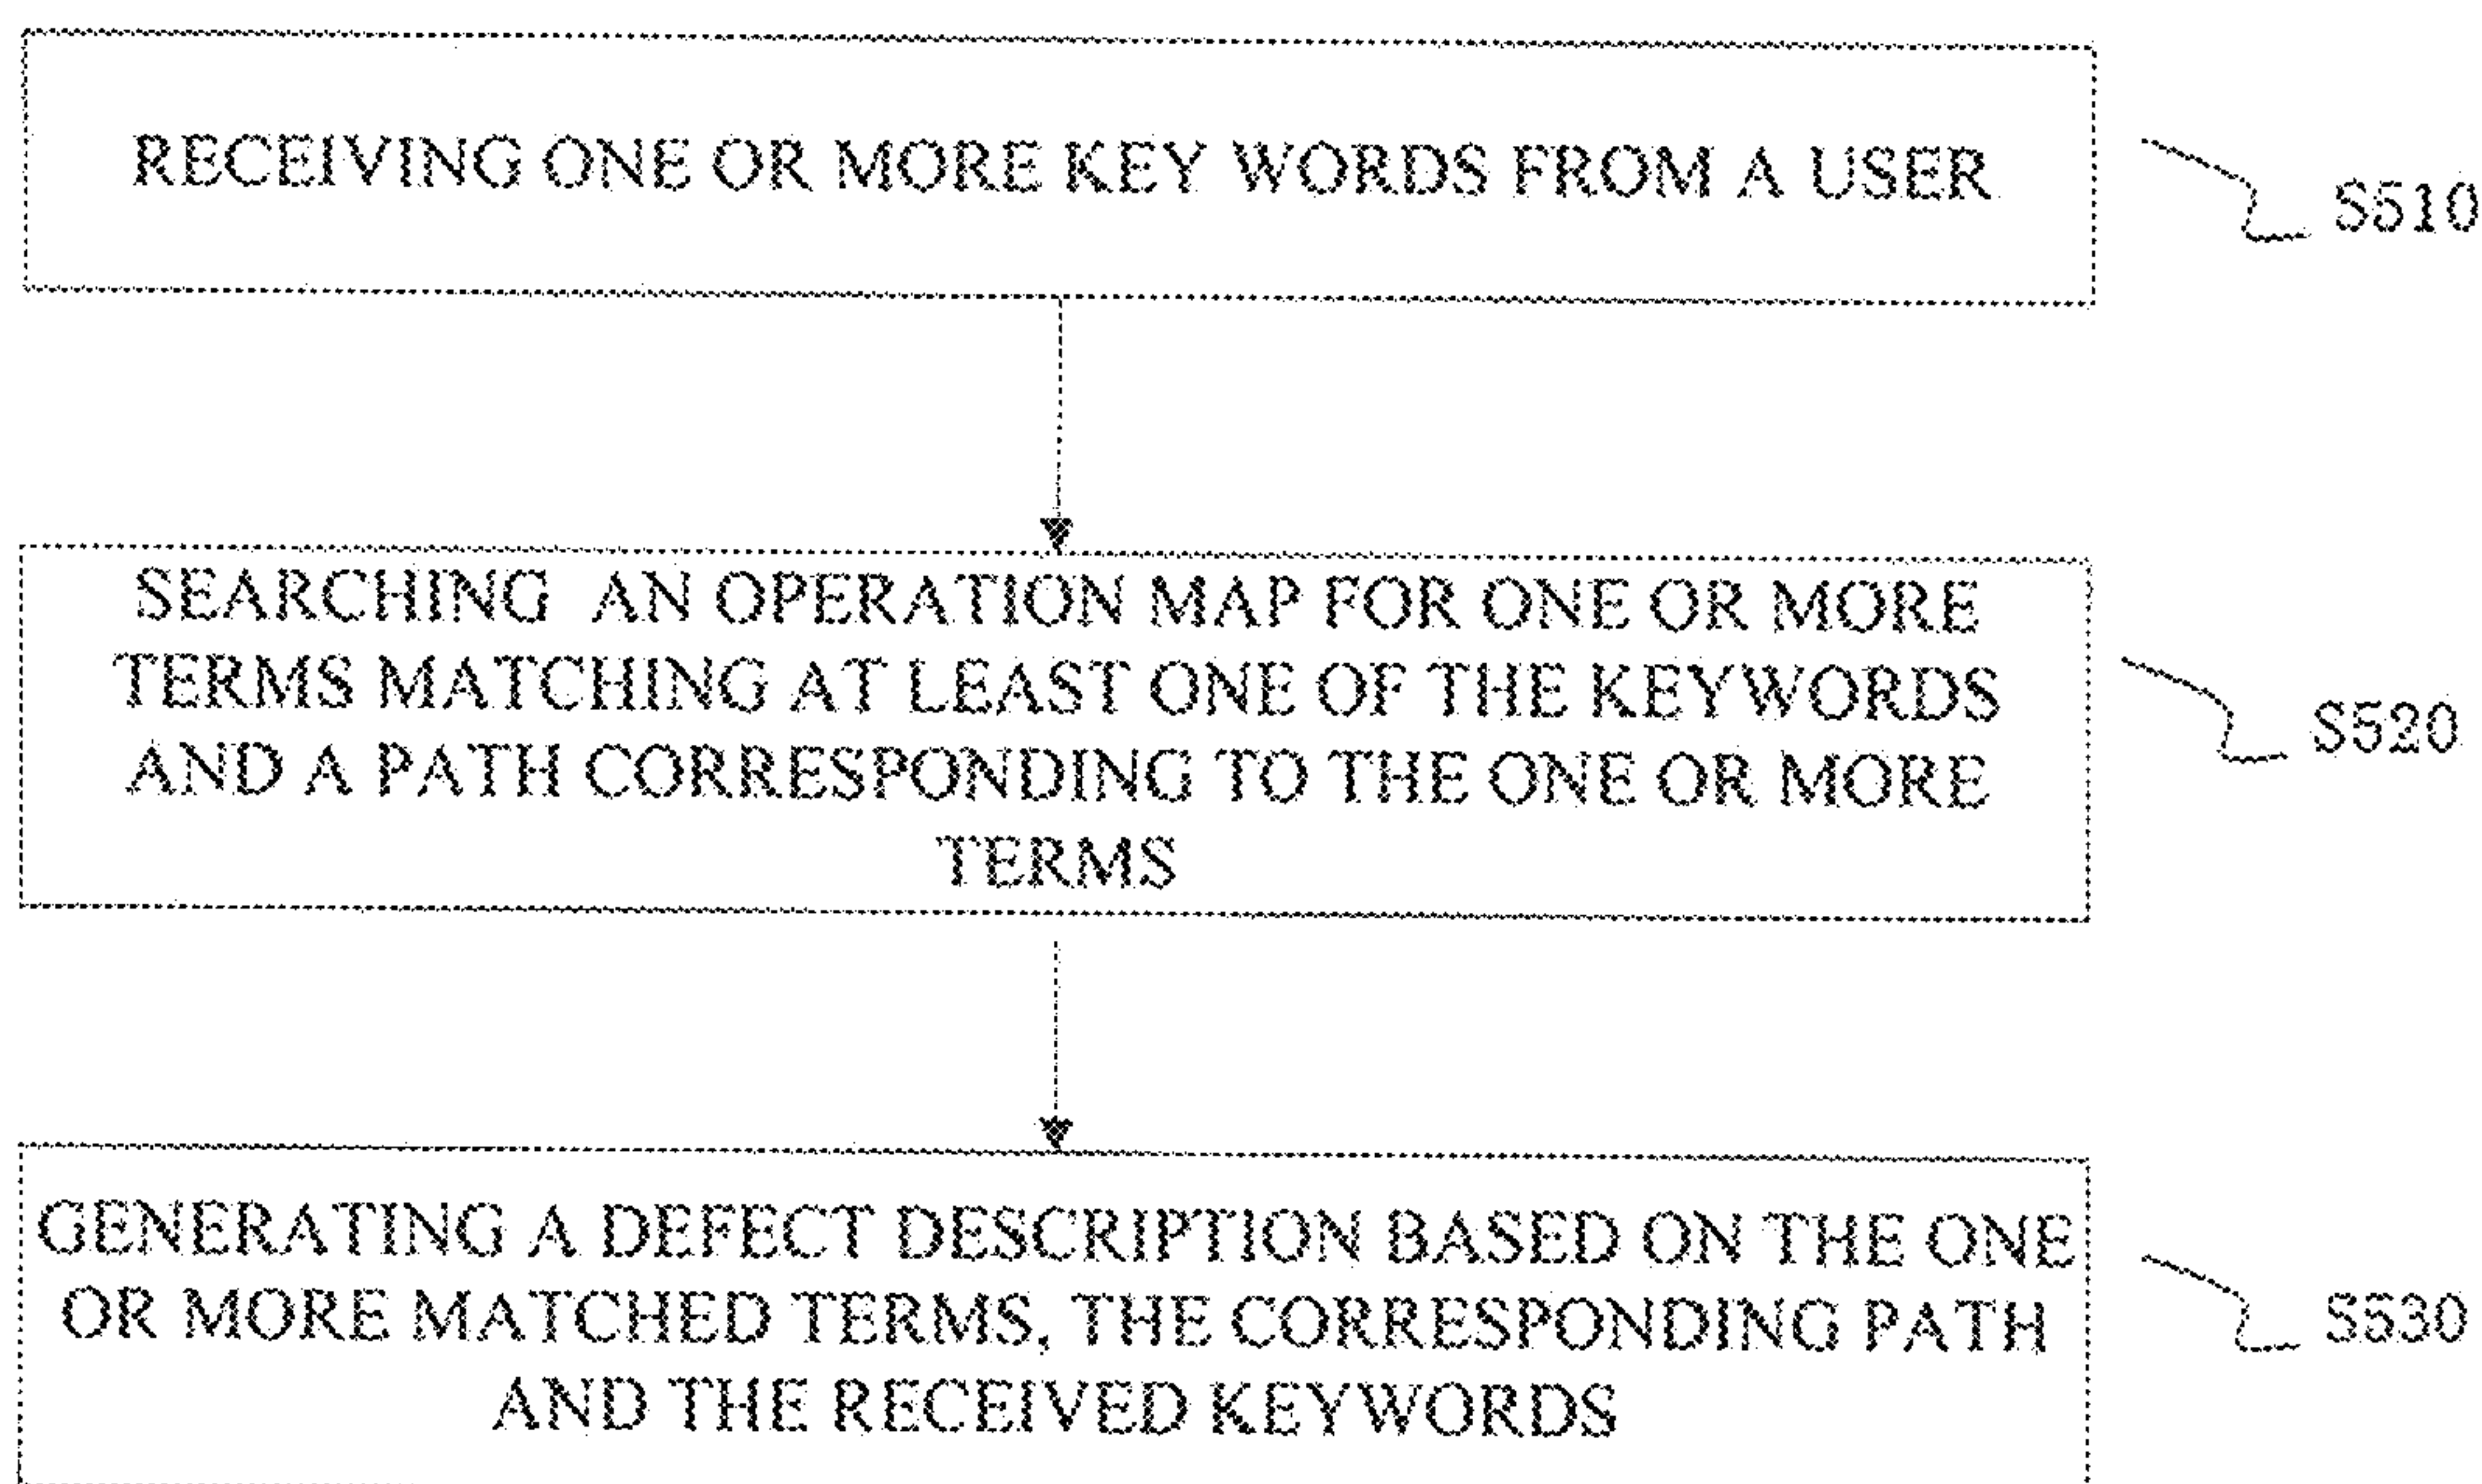 RECEIVING ONE OR MORE KEY WORDS FROM A USER
S510
SEARCHING AN OPERATION MAP FOR ONE OR MORE
TERMS MATCHING AT LEAST ONE OF THE KEYWORDS
AND A PATH CORRESPONDING TO THE ONE OR MORE
TERMS
S520
GENERATING A DEFECT DESCRIPTION BASED ON THE ONE
OR MORE MATCHED TERMS, THE CORRESPONDING PATH
AND THE RECEIVED KEYWORDS
S530